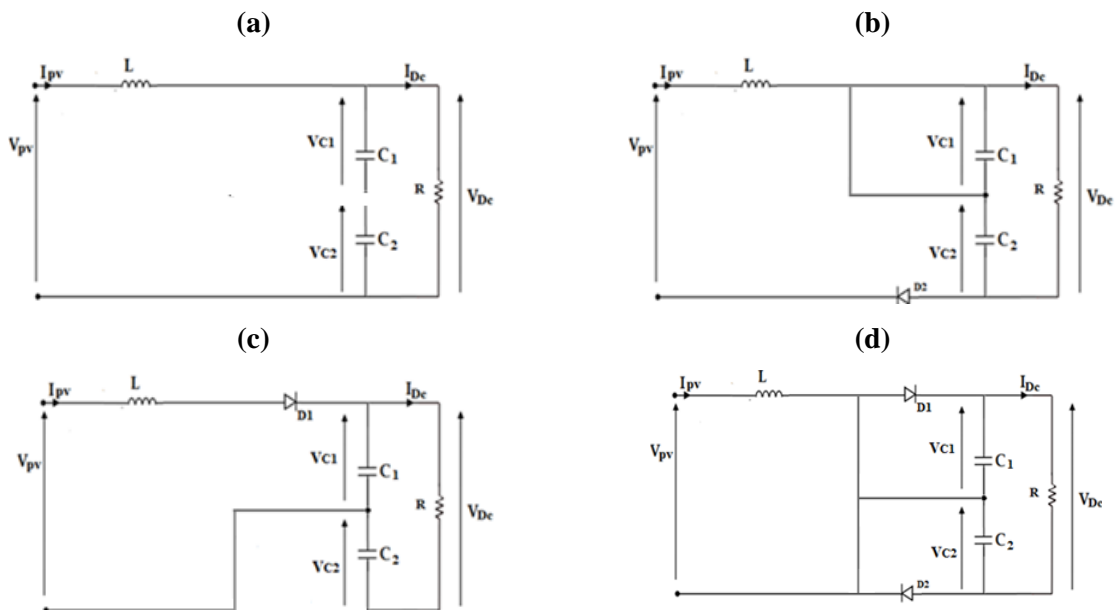 (a)
(b)
Ipv L IDc
Vpv
VC1 C1
R VDc
VC2 C2
Ipv L IDc
Vpv
VC1 C1
R VDc
VC2 C2
D2
(c)
(d)
Ipv L IDc
D1
Vpv
VC1 C1
R VDc
VC2 C2
Ipv L IDc
D1
Vpv
VC1 C1
R VDc
VC2 C2
D2